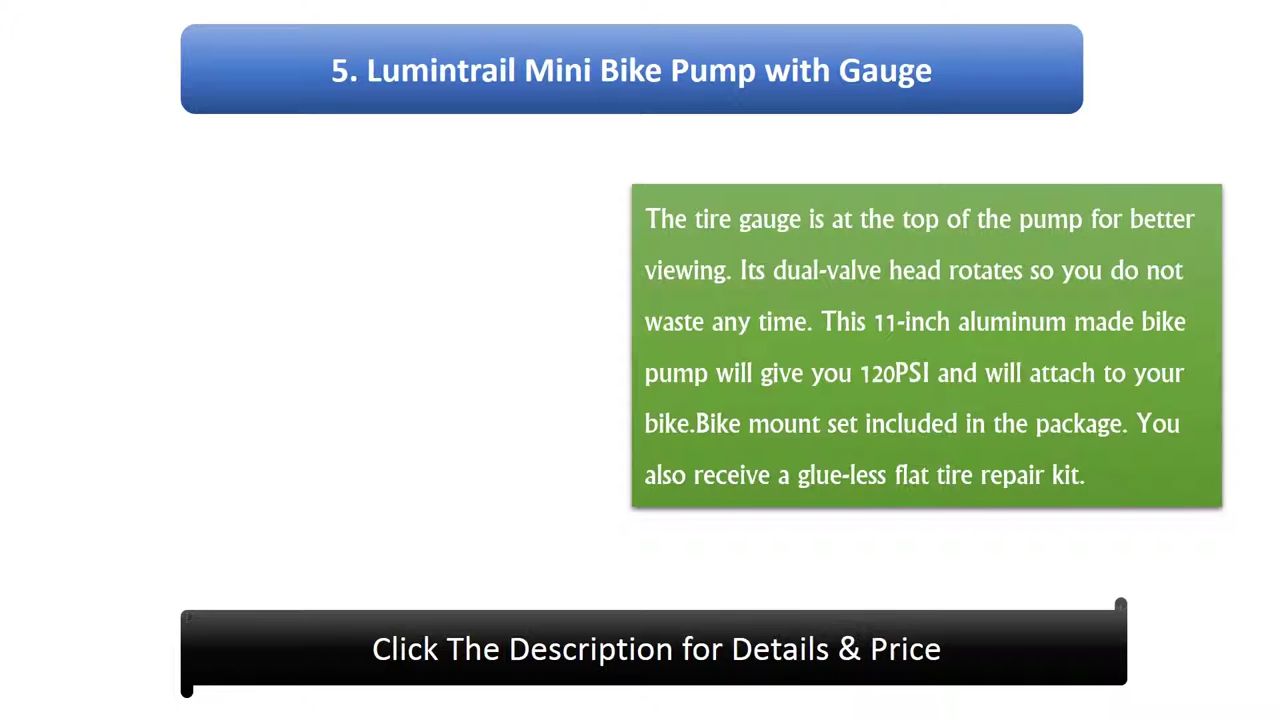 5. Lumintrail Mini Bike Pump with Gauge
The tire gauge is at the top of the pump for better
viewing. Its dual-valve head rotates so you do not
waste any time. This 11-inch aluminum made bike
pump will give you 120PSI and will attach to your
bike.Bike mount set included in the package. You
also receive a glue-less flat tire repair kit.
Click The Description for Details & Price